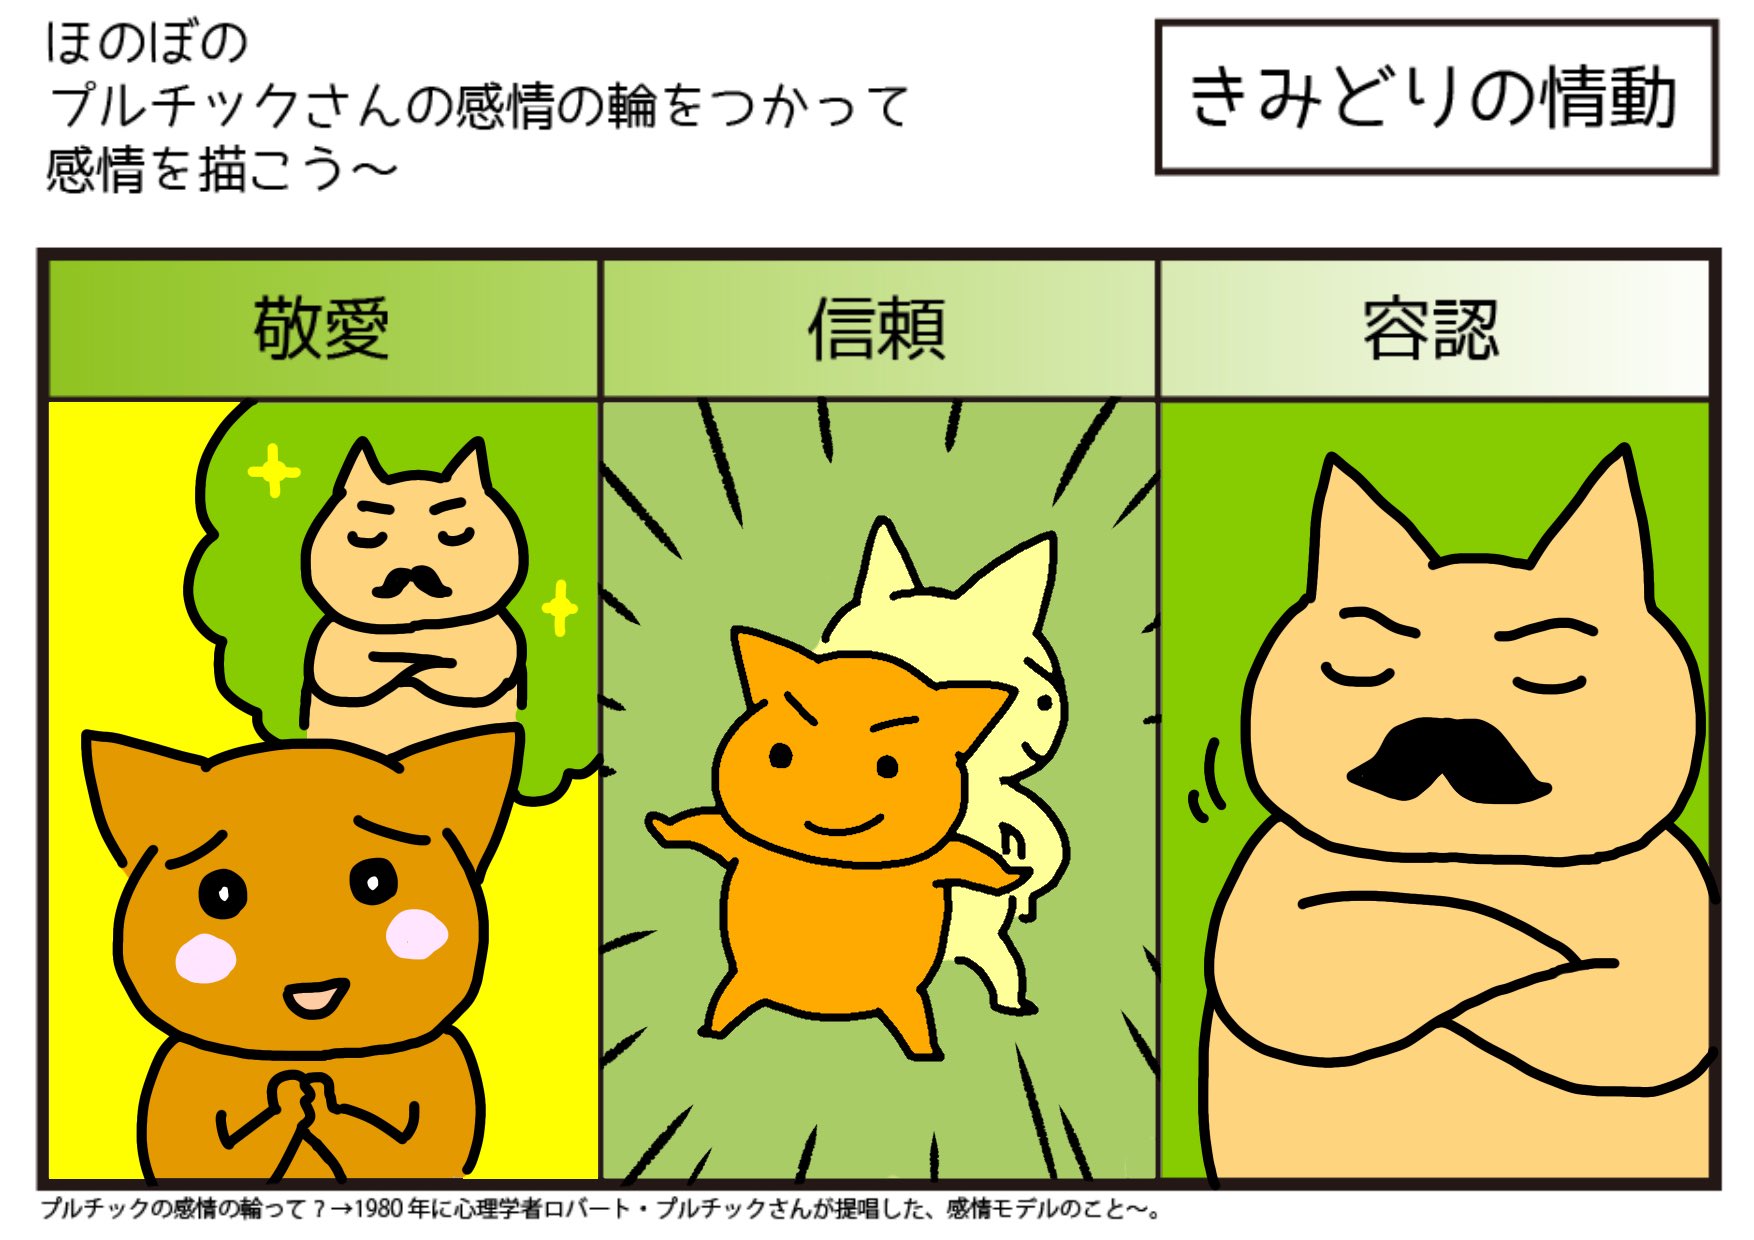 ほのぼの
プルチックさんの感情の輪をつかって
感情を描こう～
きみどりの情動
敬愛
信頼
容認
プルチックの感情の輪って？→1980年に心理学者ロバート・プルチックさんが提唱した、感情モデルのこと～。